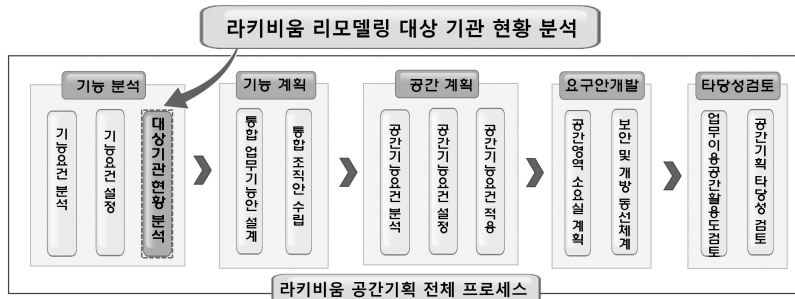 라키비움 리모델링 대상 기관 현황 분석
기능 분석
기능요건 분석
기능요건 설정
대상기관 현황 분석
기능 계획
통합 업무기능안 설계
통합 조직안 수립
공간 계획
공간기능요건 분석
공간기능요건 설정
공간기능요건 적용
요구안개발
공간영역 소요실 계획
보안 및 개방 동선체계
타당성검토
업무이용공간활용도검토
공간기획 타당성 검토
라키비움 공간기획 전체 프로세스